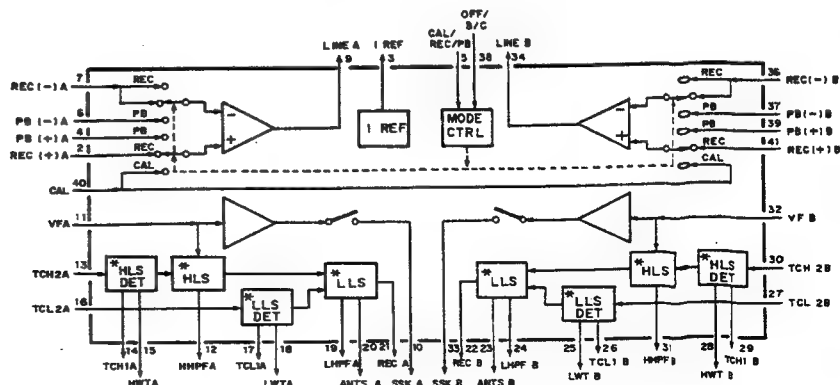 OFF/
B/C
CAL/
REC/PB
LINE A
I REF
LINE B
9
3
5
38
34
7
REC(-)A
REC
REC
36
REC(-)B
6
PB(-)A
PB
PB
37
PB(-)B
4
PB(+)A
PB
PB
39
PB(+)B
2
REC(+)A
REC
REC
41
REC(+)B
-
+
I REF
MODE
CTRL
-
+
40
CAL
CAL
CAL
11
VFA
32
VF B
13
TCH2A
*HLS
DET
*HLS
*LLS
*LLS
*HLS
*HLS
DET
30
TCH 2B
16
TCL2A
*LLS
DET
*LLS
DET
27
TCL 2B
14
15
12
17
18
19
20
21
10
33
22
23
24
25
26
31
28
29
TCH1A
HWTA
HHPFA
TCL1A
LWTA
LHPFA
ANTS A
REC A
SSK A
SSK B
REC B
ANTS B
LHPF B
LWT B
TCL1 B
HHPF B
HWT B
TCH1 B